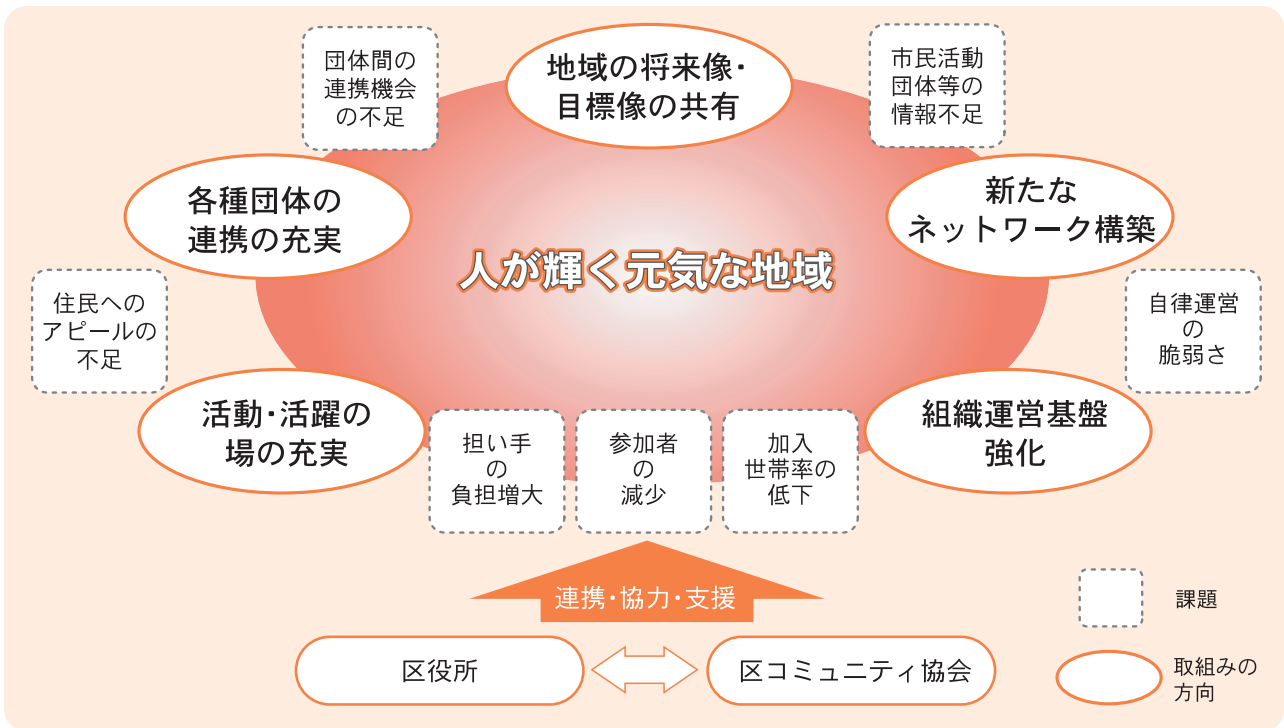 団体間の
連携機会
の不足
地域の将来像・
目標像の共有
市民活動
団体等の
情報不足
各種団体の
連携の充実
新たな
ネットワーク構築
人が輝く元気な地域
住民への
アピールの
不足
自律運営
の
脆弱さ
活動・活躍の
場の充実
担い手
の
負担増大
参加者
の
減少
加入
世帯率の
低下
組織運営基盤
強化
連携・協力・支援
区役所
区コミュニティ協会
課題
取組みの
方向